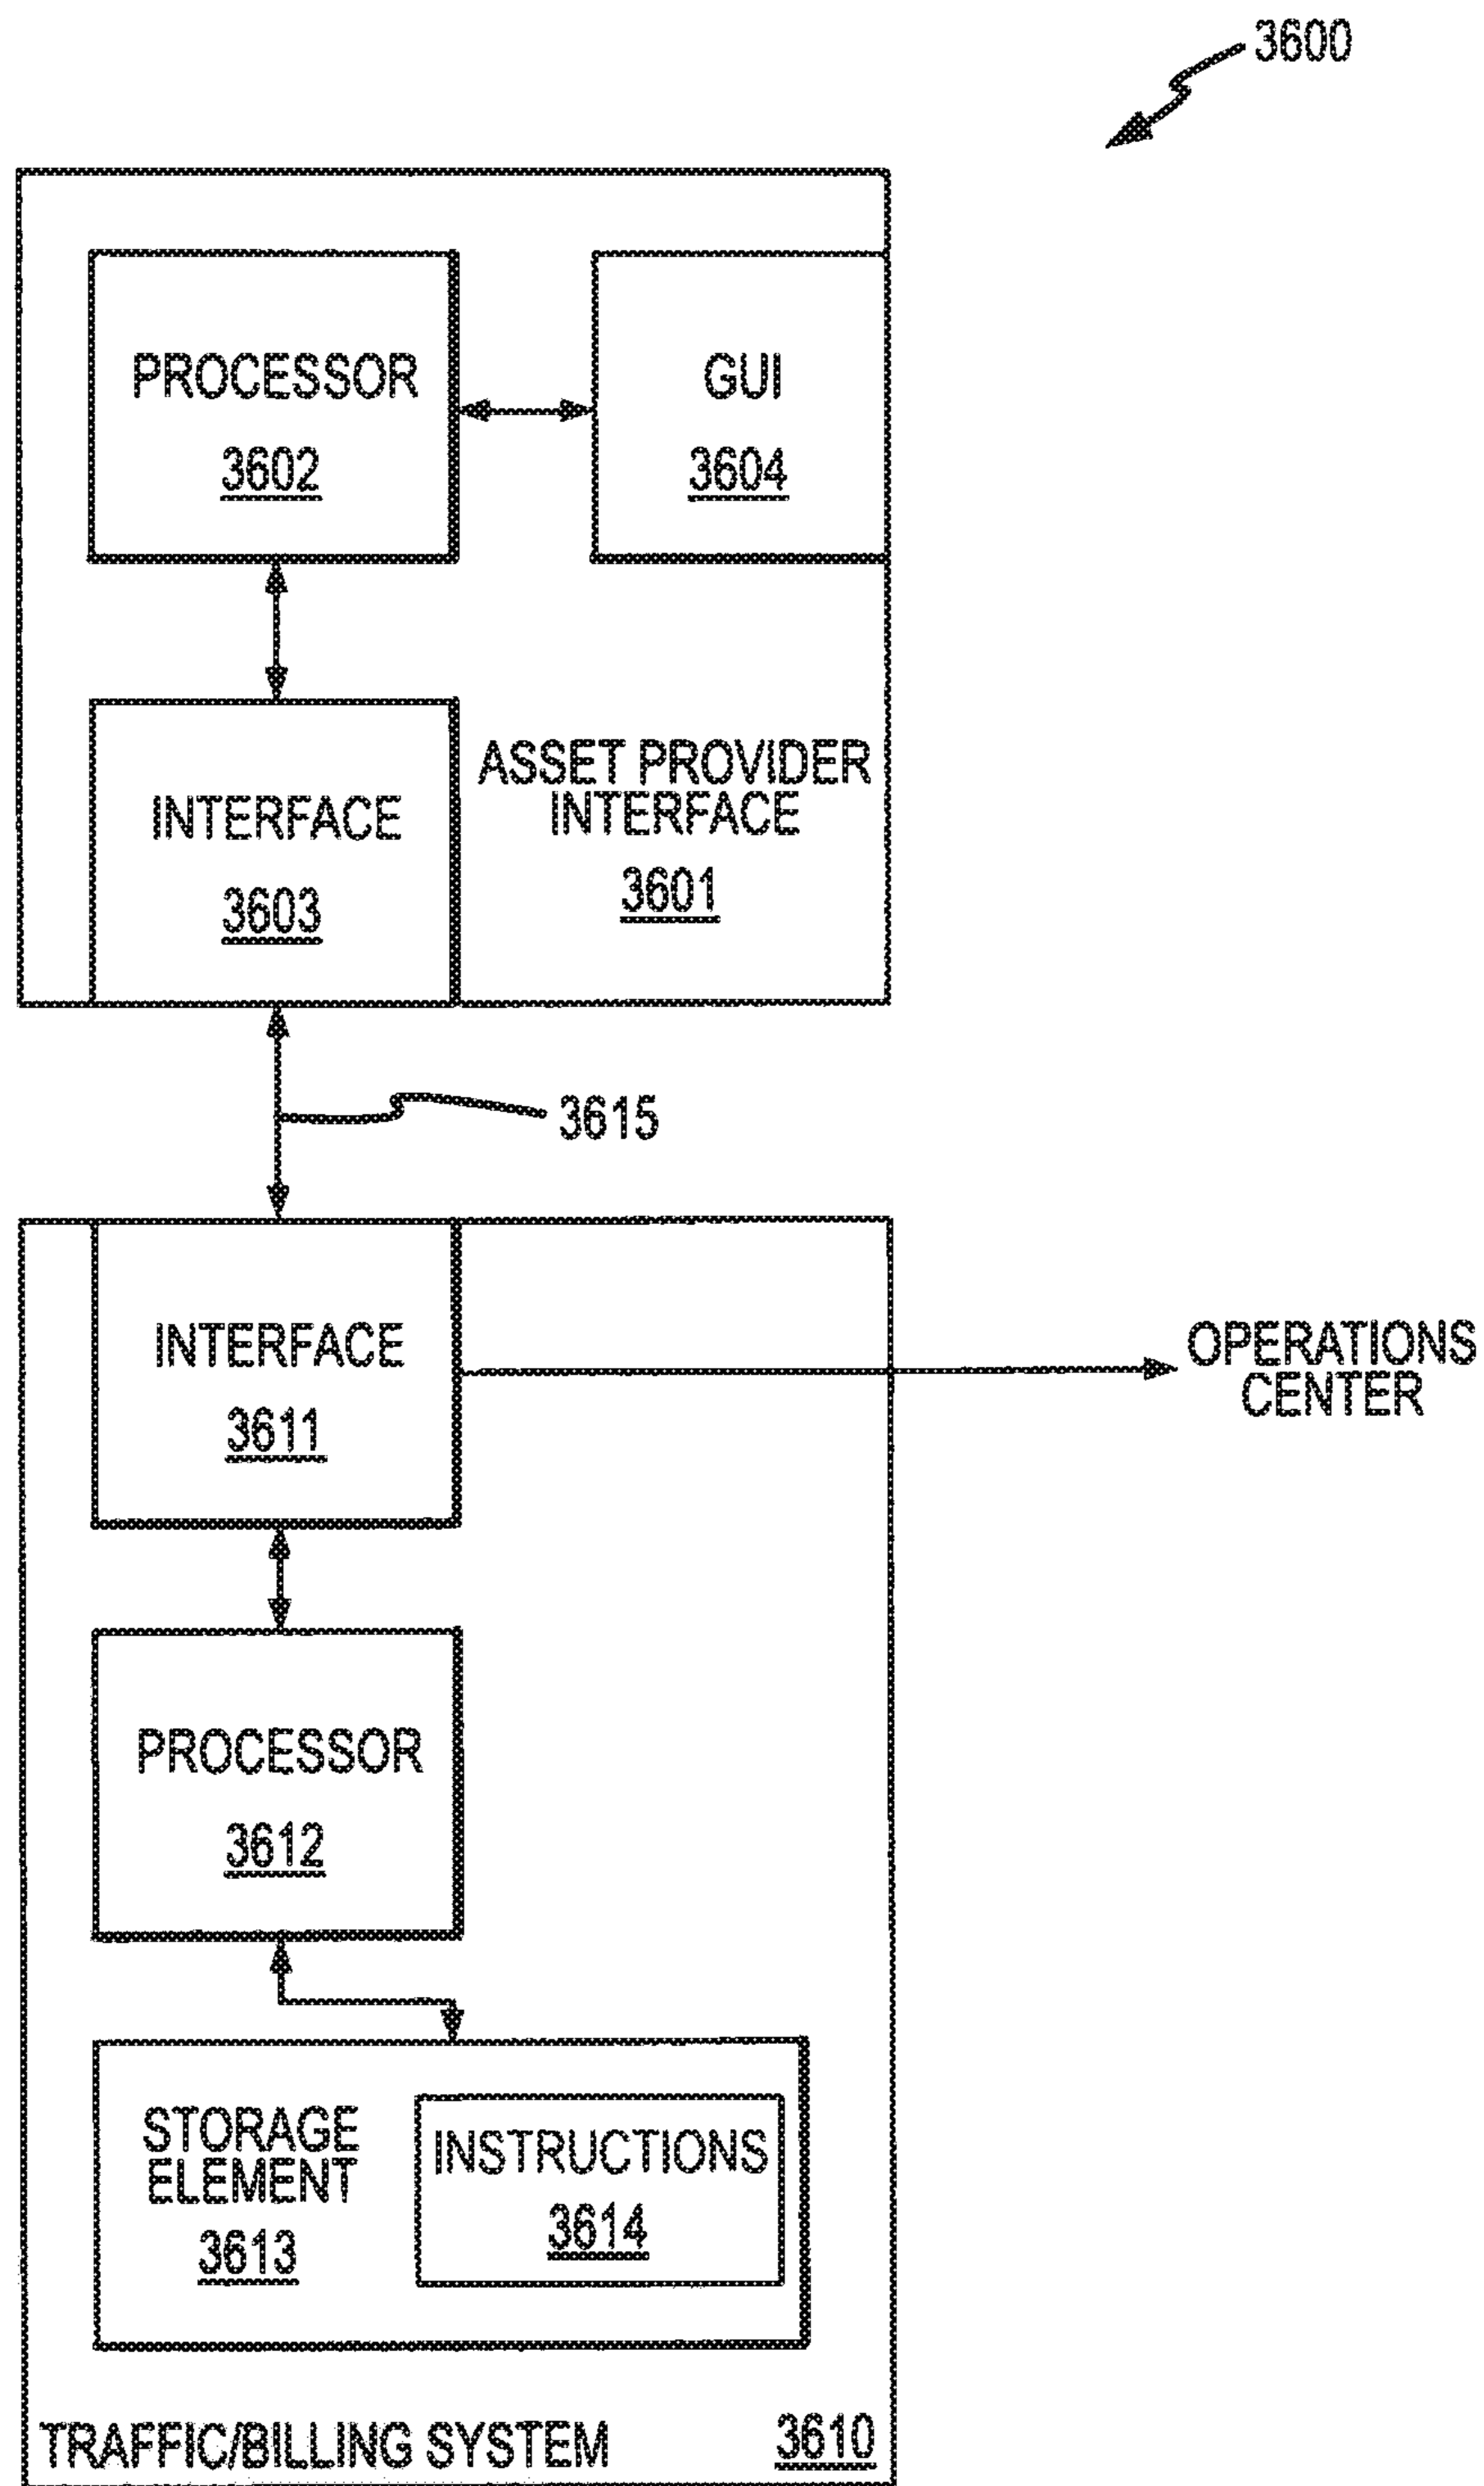 3600
PROCESSOR
3602
GUI
3604
INTERFACE
3603
ASSET PROVIDER
INTERFACE
3601
3615
INTERFACE
3611
OPERATIONS
CENTER
PROCESSOR
3612
STORAGE
ELEMENT
3613
INSTRUCTIONS
3614
TRAFFIC/BILLING SYSTEM 3610